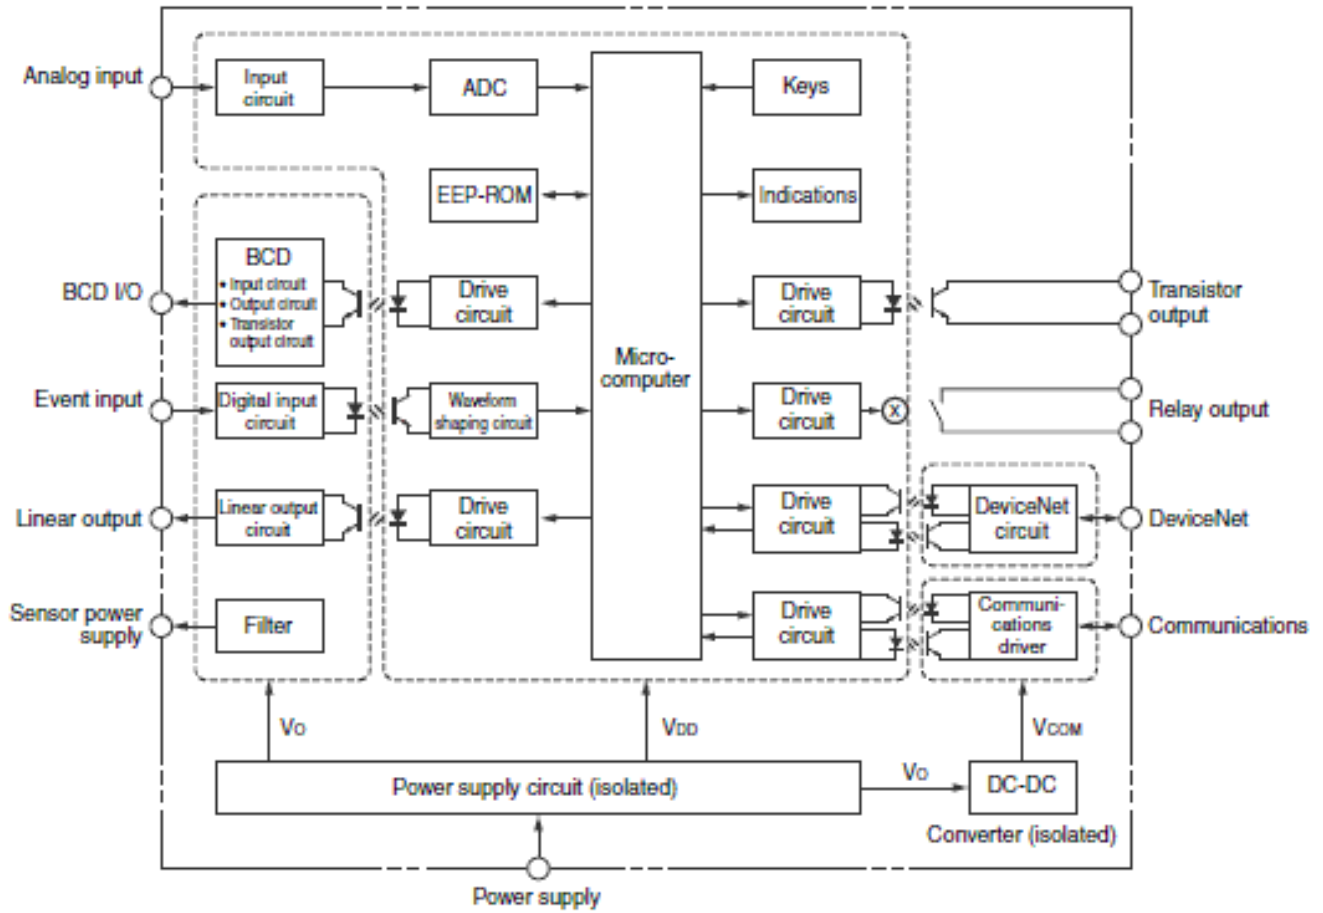 Analog input
Input
circuit
ADC
Keys
EEP-ROM
Indications
BCD I/O
BCD
• Input circuit
• Output circuit
• Transistor
output circuit
Drive
circuit
Micro-
computer
Drive
circuit
Transistor
output
Event input
Digital input
circuit
Waveform
shaping circuit
Drive
circuit
X
Relay output
Linear output
Linear output
circuit
Drive
circuit
Drive
circuit
DeviceNet
circuit
DeviceNet
Sensor power
supply
Filter
Drive
circuit
Communi-
cations
driver
Communications
VO
VDD
VCOM
Power supply circuit (isolated)
VO
DC-DC
Converter (isolated)
Power supply